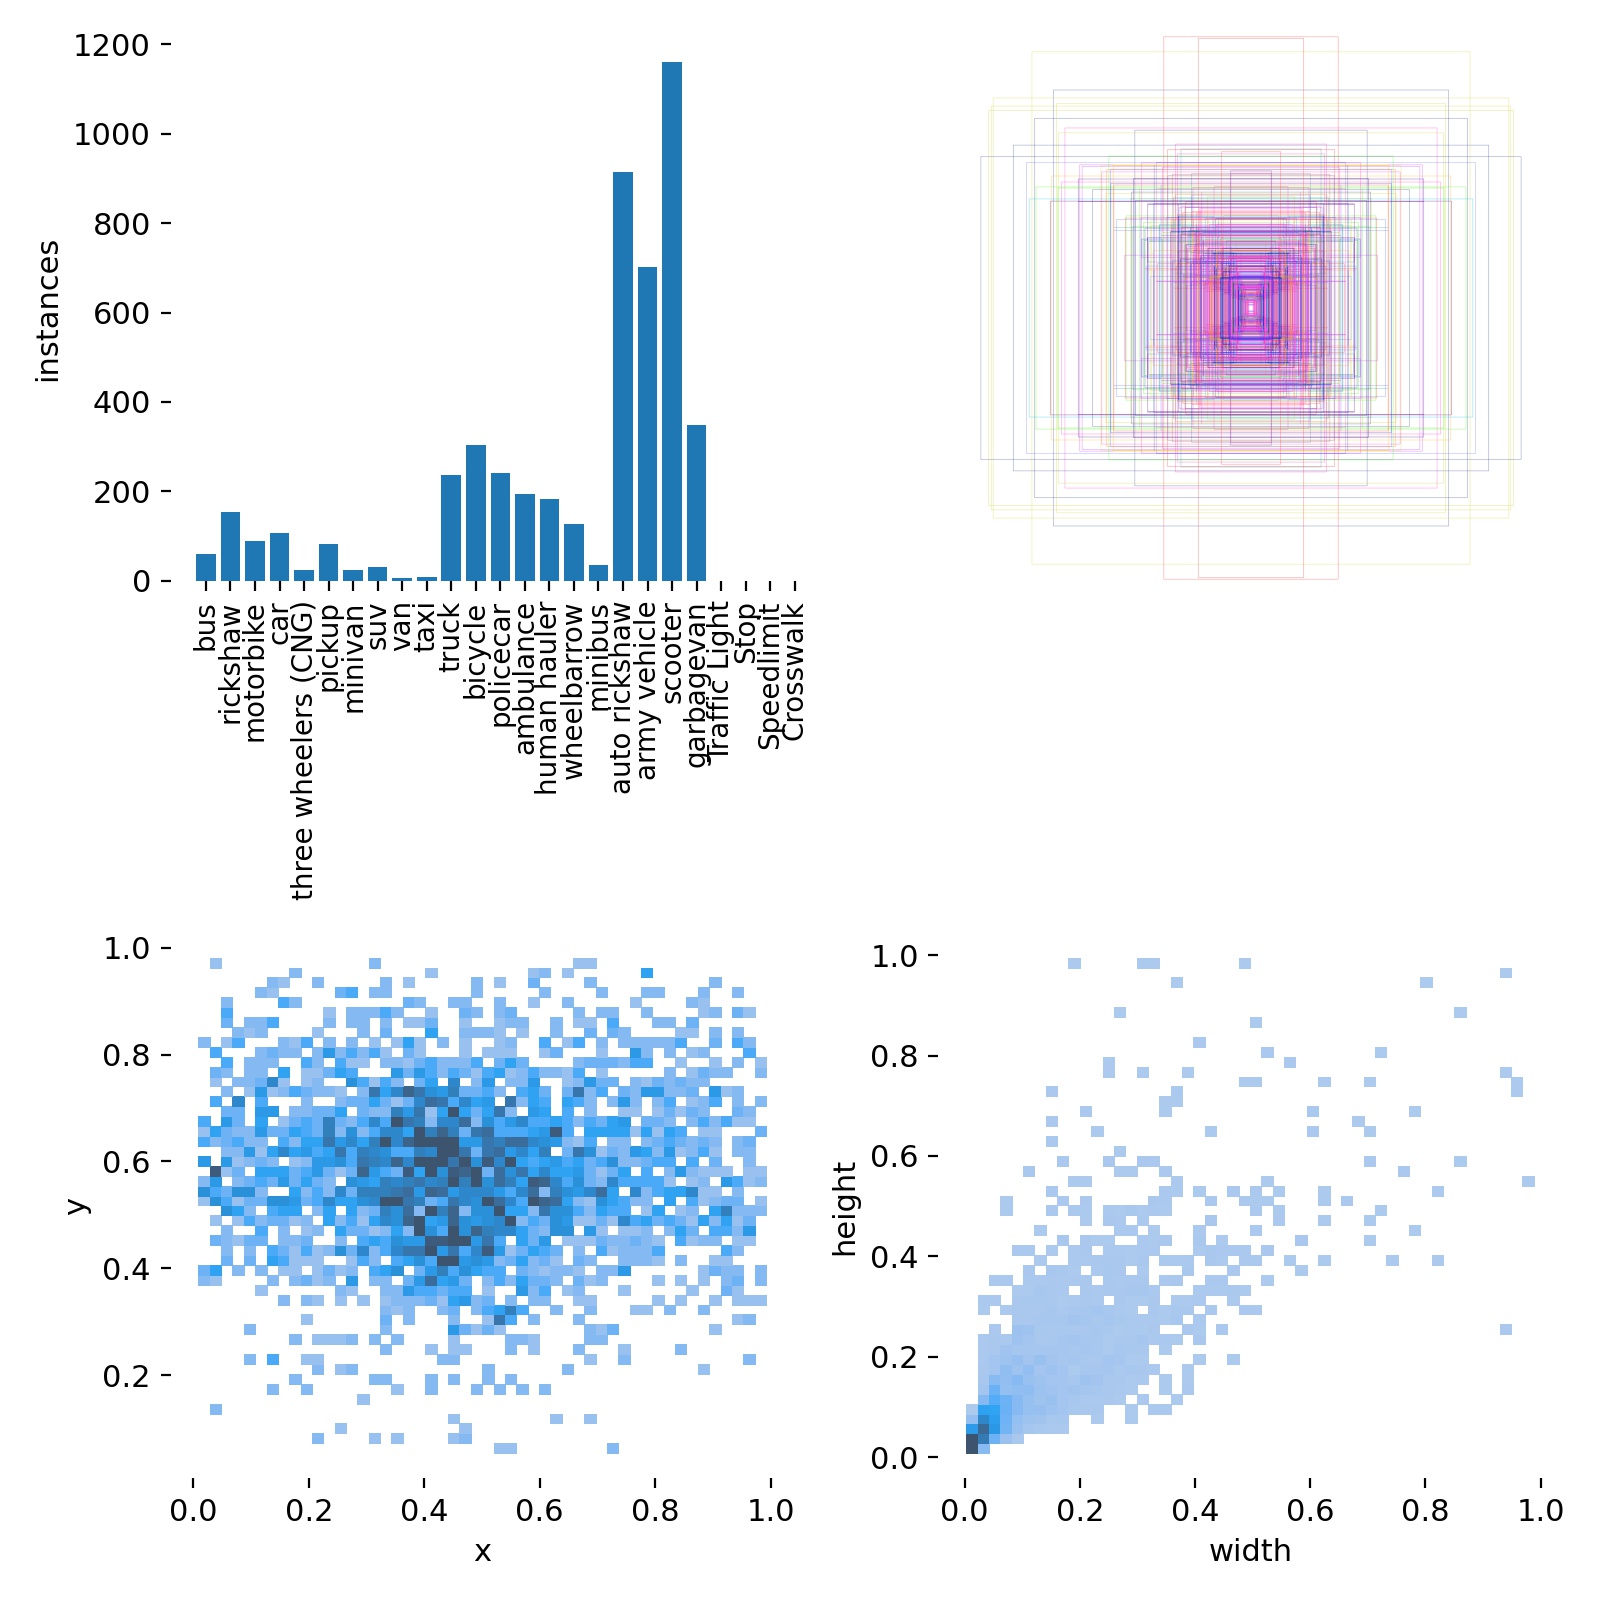 1200
1000
800
600
400
200
0
instances
bus
rickshaw
motorbike
car
three wheelers (CNG)
pickup
minivan
suv
van
taxi
truck
bicycle
policecar
ambulance
human hauler
wheelbarrow
minibus
auto rickshaw
army vehicle
scooter
garbagevan
Traffic Light
Stop
Speedlimit
Crosswalk
1.0
0.8
0.6
0.4
0.2
y
0.0 0.2 0.4 0.6 0.8 1.0
x
1.0
0.8
0.6
0.4
0.2
0.0
height
0.0 0.2 0.4 0.6 0.8 1.0
width